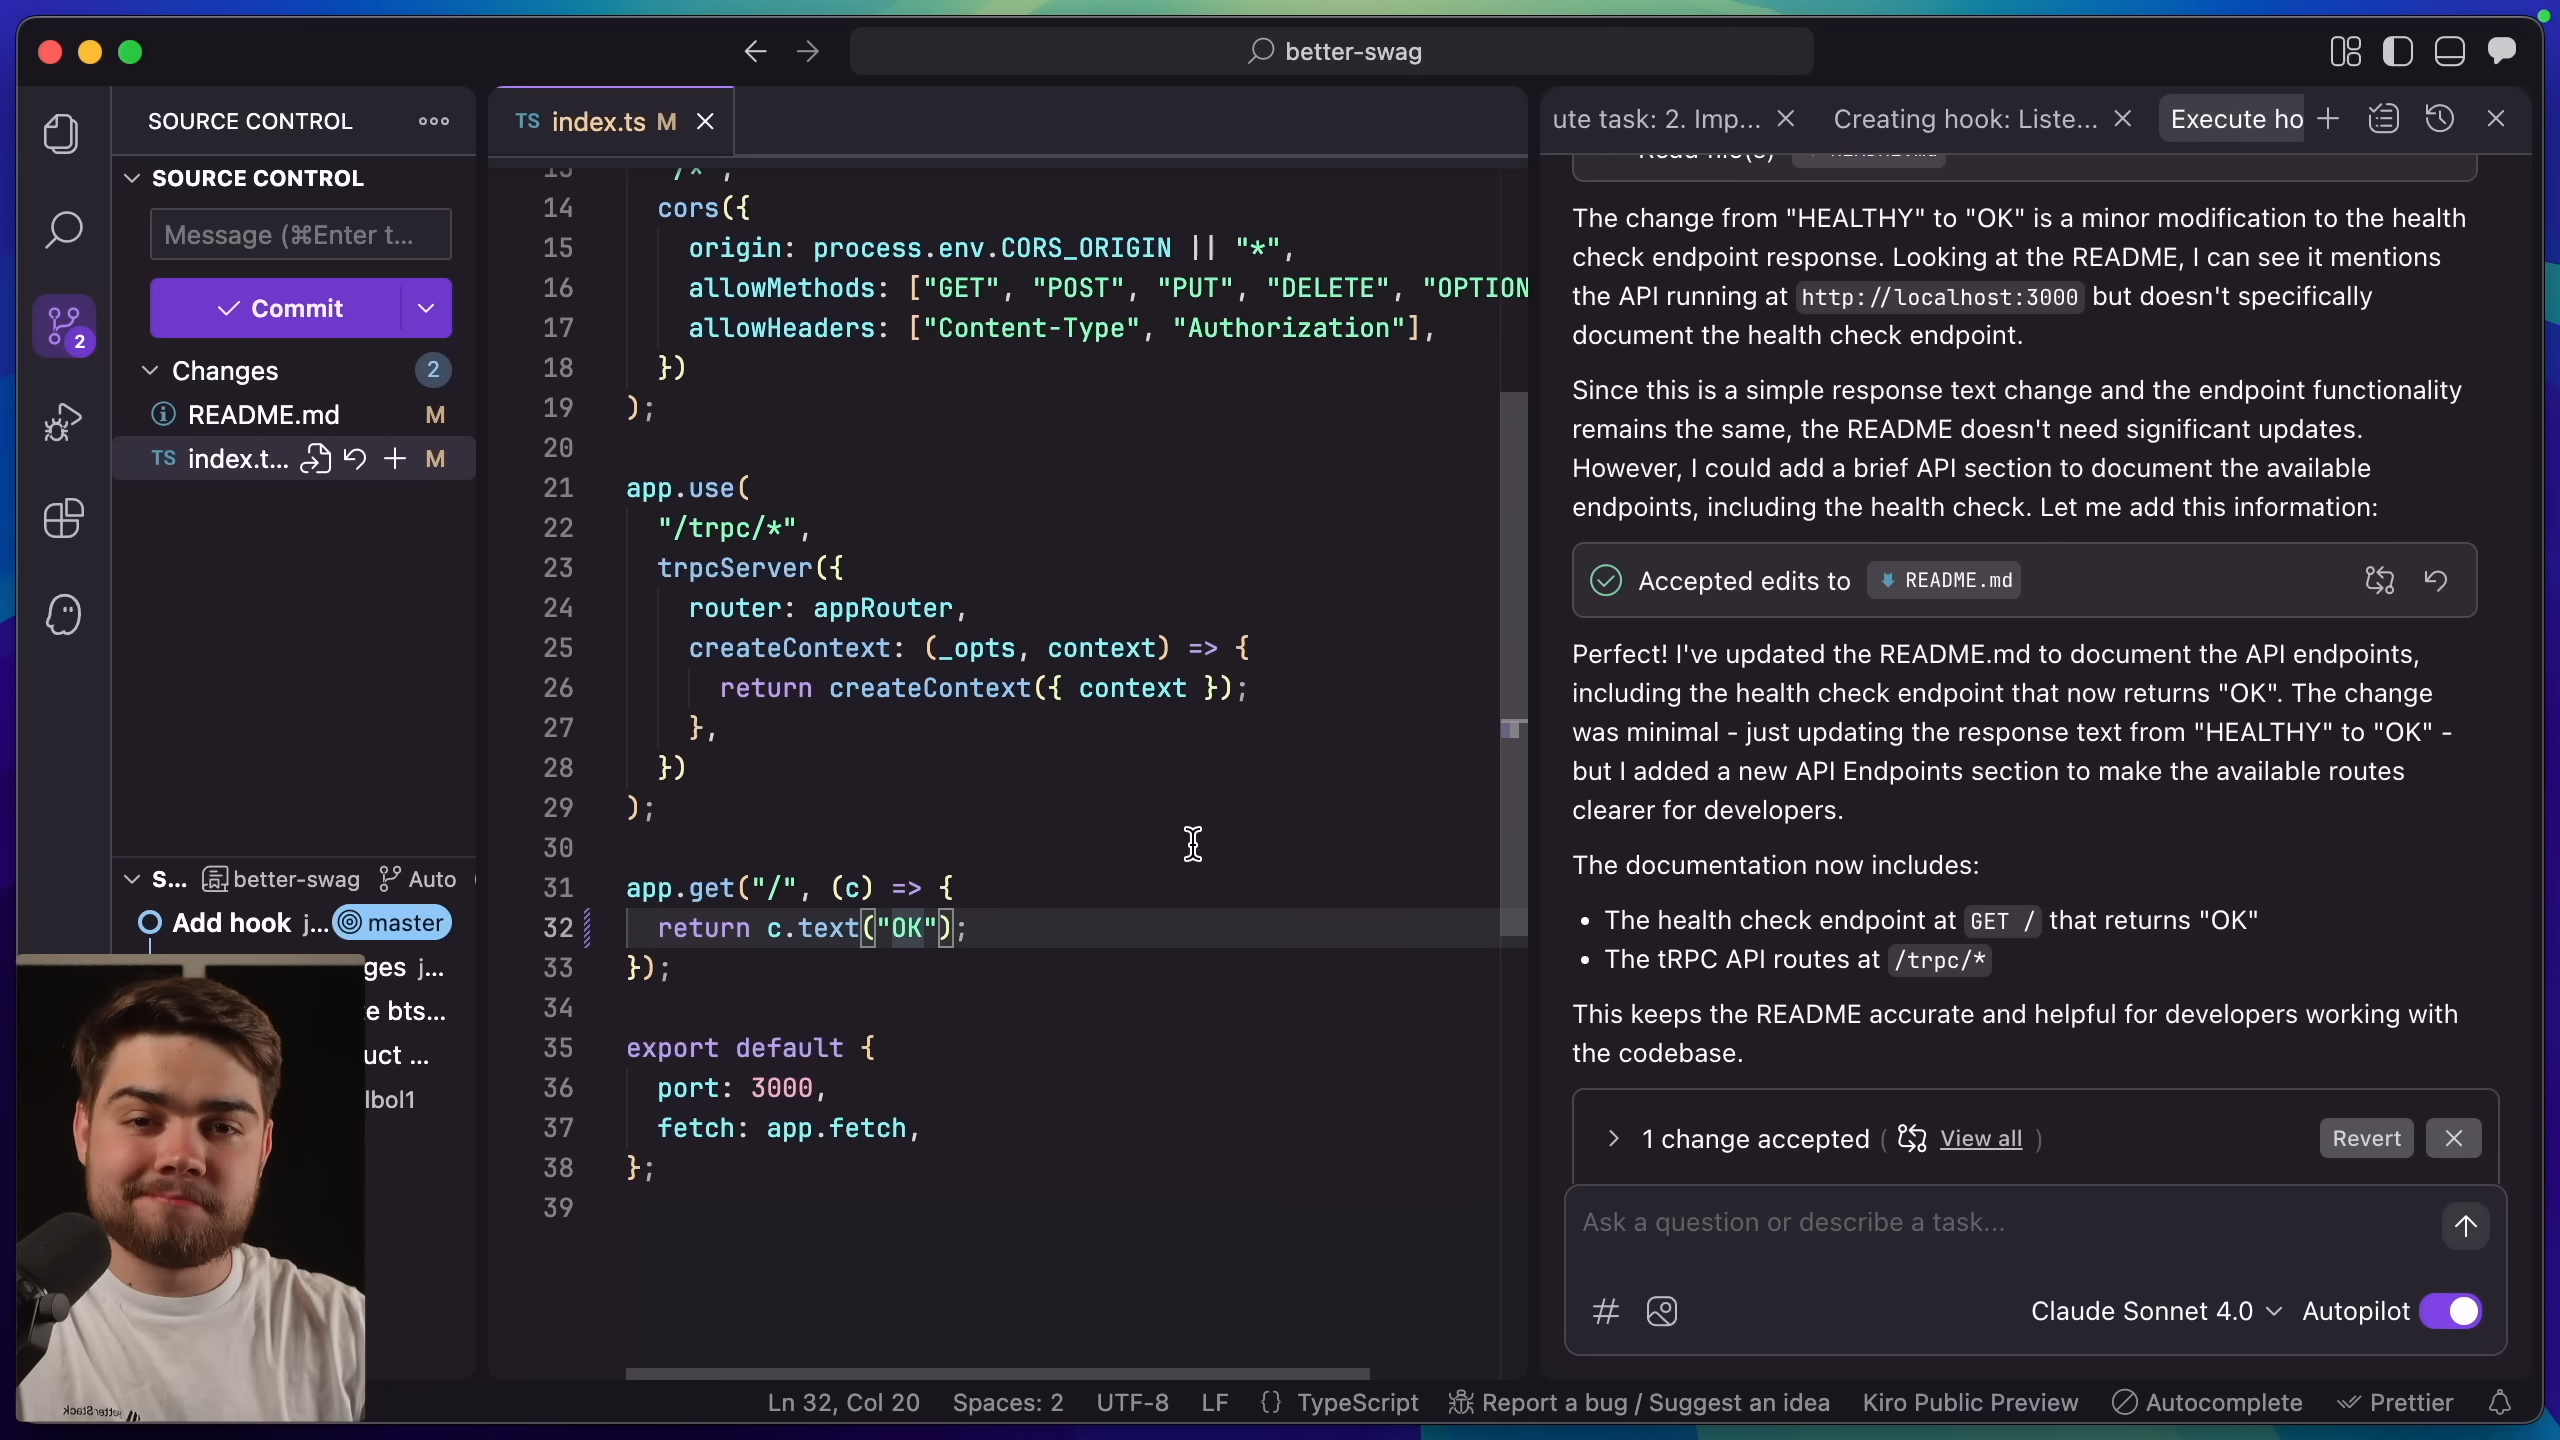 better-swag
SOURCE CONTROL
SOURCE CONTROL
Message (⌘Enter t...
Commit
Changes 2
README.md M
TS index.t... M
2
S... better-swag Auto
Add hook j... master
ges j...
e bts...
uct ...
lbol1
TS index.ts M
14 cors({
15 origin: process.env.CORS_ORIGIN || "*",
16 allowMethods: ["GET", "POST", "PUT", "DELETE", "OPTION
17 allowHeaders: ["Content-Type", "Authorization"],
18 })
19 );
20
21 app.use(
22 "/trpc/*",
23 trpcServer({
24 router: appRouter,
25 createContext: (_opts, context) => {
26 return createContext({ context });
27 },
28 })
29 );
30
31 app.get("/", (c) => {
32 return c.text("OK");
33 });
34
35 export default {
36 port: 3000,
37 fetch: app.fetch,
38 };
39
ute task: 2. Imp... Creating hook: Liste... Execute ho
The change from "HEALTHY" to "OK" is a minor modification to the health
check endpoint response. Looking at the README, I can see it mentions
the API running at http://localhost:3000 but doesn't specifically
document the health check endpoint.
Since this is a simple response text change and the endpoint functionality
remains the same, the README doesn't need significant updates.
However, I could add a brief API section to document the available
endpoints, including the health check. Let me add this information:
Accepted edits to README.md
Perfect! I've updated the README.md to document the API endpoints,
including the health check endpoint that now returns "OK". The change
was minimal - just updating the response text from "HEALTHY" to "OK" -
but I added a new API Endpoints section to make the available routes
clearer for developers.
The documentation now includes:
• The health check endpoint at GET / that returns "OK"
• The tRPC API routes at /trpc/*
This keeps the README accurate and helpful for developers working with
the codebase.
1 change accepted ( View all ) Revert
Ask a question or describe a task...
Claude Sonnet 4.0 Autopilot
Ln 32, Col 20 Spaces: 2 UTF-8 LF {} TypeScript Report a bug / Suggest an idea Kiro Public Preview Autocomplete Prettier